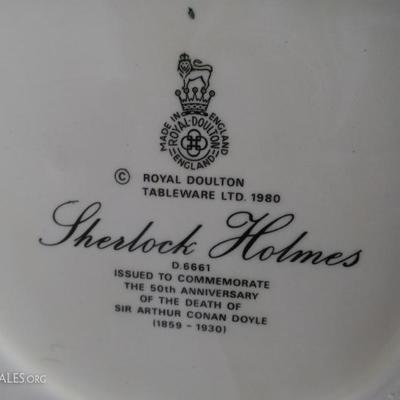 MADE IN ENGLAND
ROYAL·DOULTON
ENGLAND
© ROYAL DOULTON
TABLEWARE LTD. 1980
Sherlock Holmes
D.6661
ISSUED TO COMMEMORATE
THE 50th ANNIVERSARY
OF THE DEATH OF
SIR ARTHUR CONAN DOYLE
(1859 - 1930)
ALES.ORG